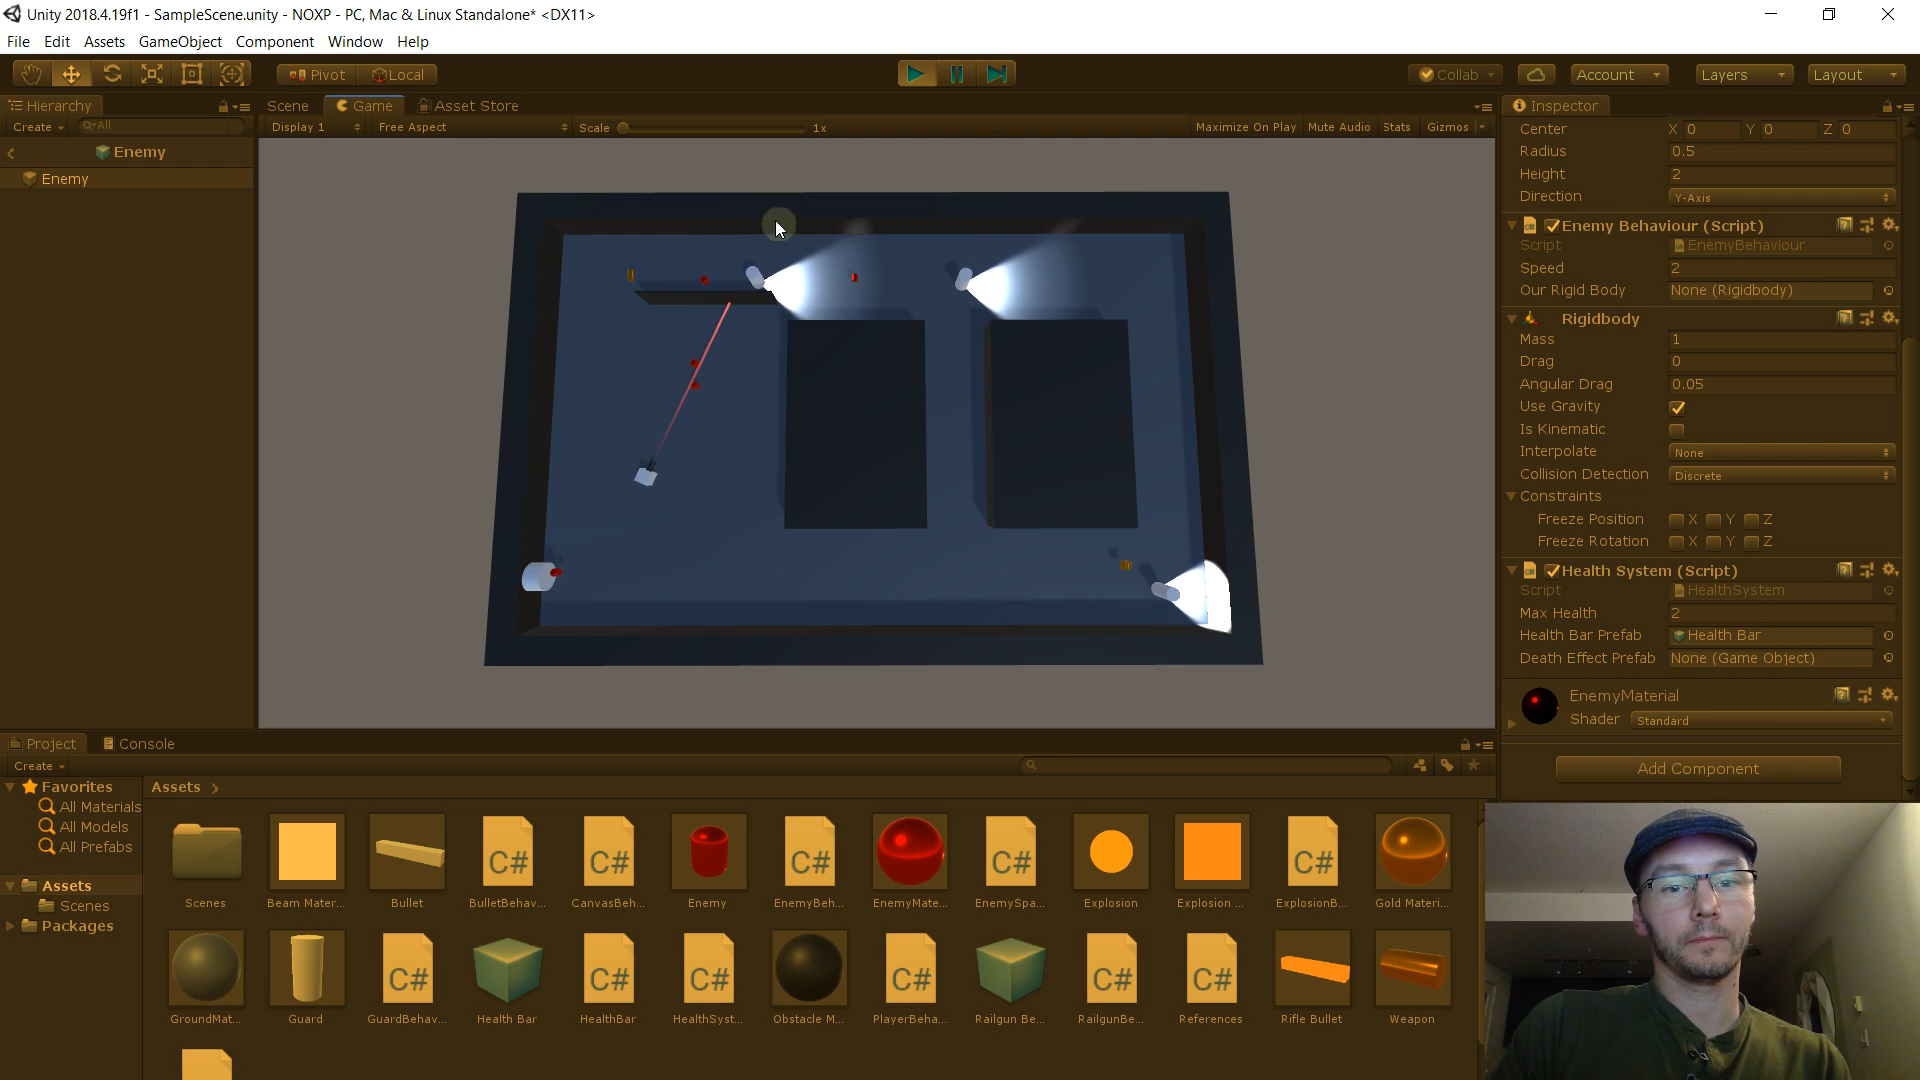 Unity 2018.4.19f1 - SampleScene.unity - NOXP - PC, Mac & Linux Standalone* <DX11>
File Edit Assets GameObject Component Window Help
Pivot Local Collab Account Layers Layout
Hierarchy
Create All
Enemy
Enemy
Scene Game Asset Store
Display 1 Free Aspect Scale 1x Maximize On Play Mute Audio Stats Gizmos
Inspector
Center X 0 Y 0 Z 0
Radius 0.5
Height 2
Direction Y-Axis
Enemy Behaviour (Script)
Script EnemyBehaviour
Speed 2
Our Rigid Body None (Rigidbody)
Rigidbody
Mass 1
Drag 0
Angular Drag 0.05
Use Gravity
Is Kinematic
Interpolate None
Collision Detection Discrete
Constraints
Freeze Position X Y Z
Freeze Rotation X Y Z
Health System (Script)
Script HealthSystem
Max Health 2
Health Bar Prefab Health Bar
Death Effect Prefab None (Game Object)
EnemyMaterial
Shader Standard
Add Component
Project Console
Create
Favorites
All Materials
All Models
All Prefabs
Assets
Scenes
Packages
Assets
C# C# C# C# C#
Scenes Beam Mater... Bullet BulletBehav... CanvasBeh... Enemy EnemyBeh... EnemyMate... EnemySpa... Explosion Explosion ... ExplosionB... Gold Materi...
C# C# C# C# C# C#
GroundMat... Guard GuardBehav... Health Bar HealthBar HealthSyst... Obstacle M... PlayerBeha... Railgun Be... RailgunBe... References Rifle Bullet Weapon